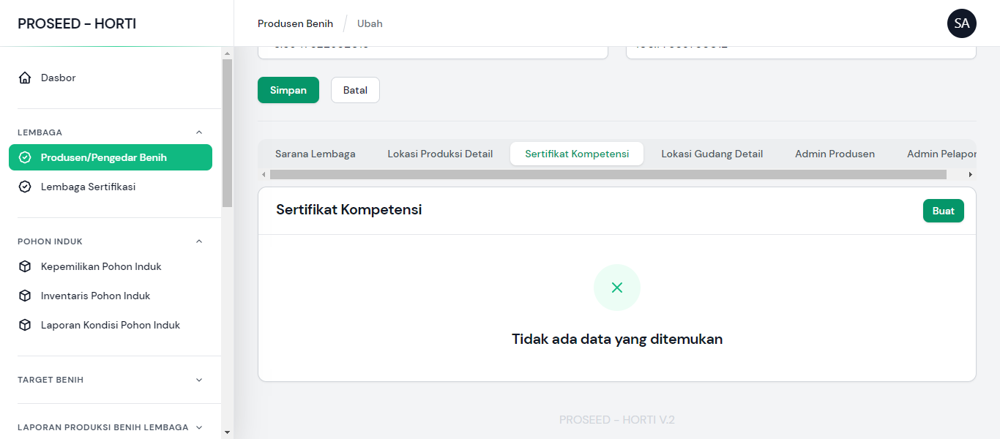 PROSEED - HORTI
Produsen Benih
Ubah
SA
Dasbor
LEMBAGA
Produsen/Pengedar Benih
Lembaga Sertifikasi
POHON INDUK
Kepemilikan Pohon Induk
Inventaris Pohon Induk
Laporan Kondisi Pohon Induk
TARGET BENIH
LAPORAN PRODUKSI BENIH LEMBAGA
Simpan
Batal
Sarana Lembaga
Lokasi Produksi Detail
Sertifikat Kompetensi
Lokasi Gudang Detail
Admin Produsen
Admin Pelapor
Sertifikat Kompetensi
Buat
Tidak ada data yang ditemukan
PROSEED - HORTI V.2